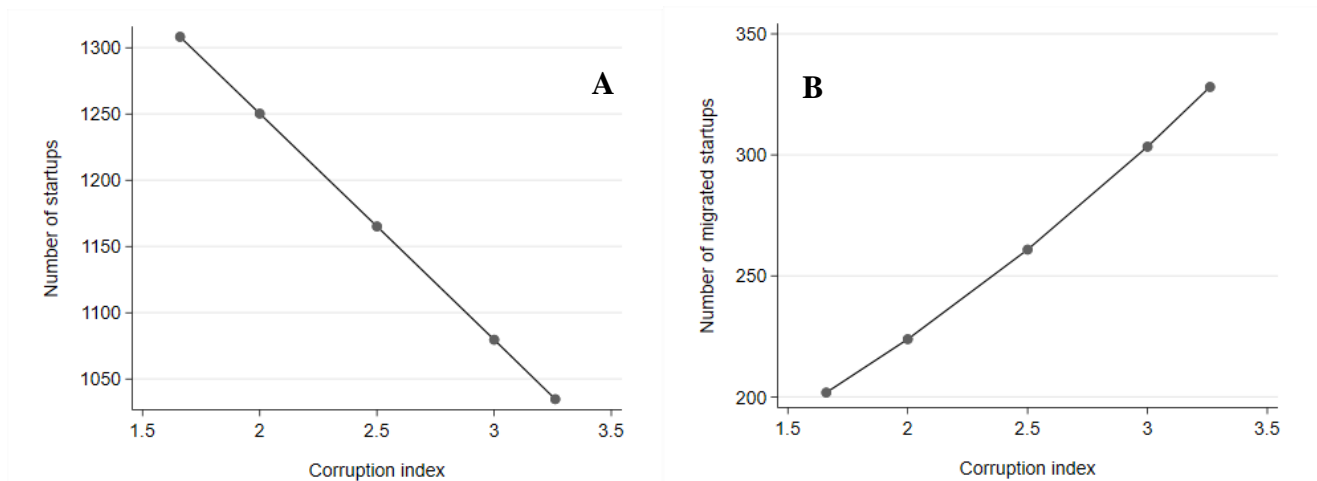 A
Number of startups
1300
1250
1200
1150
1100
1050
1.5 2 2.5 3 3.5
Corruption index
B
Number of migrated startups
350
300
250
200
1.5 2 2.5 3 3.5
Corruption index